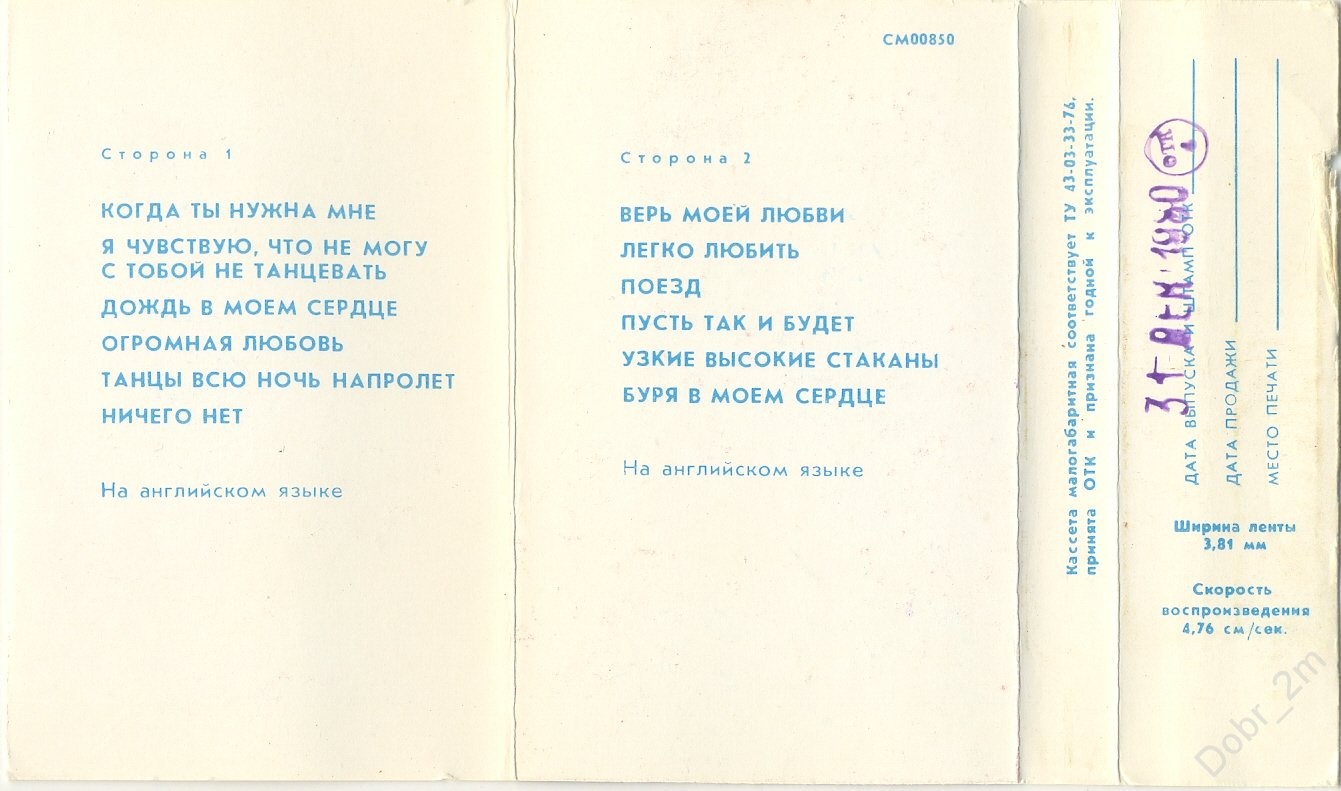 СМ00850
Сторона 1
КОГДА ТЫ НУЖНА МНЕ
Я ЧУВСТВУЮ, ЧТО НЕ МОГУ
С ТОБОЙ НЕ ТАНЦЕВАТЬ
ДОЖДЬ В МОЕМ СЕРДЦЕ
ОГРОМНАЯ ЛЮБОВЬ
ТАНЦЫ ВСЮ НОЧЬ НАПРОЛЕТ
НИЧЕГО НЕТ
На английском языке
Сторона 2
ВЕРЬ МОЕЙ ЛЮБВИ
ЛЕГКО ЛЮБИТЬ
ПОЕЗД
ПУСТЬ ТАК И БУДЕТ
УЗКИЕ ВЫСОКИЕ СТАКАНЫ
БУРЯ В МОЕМ СЕРДЦЕ
На английском языке
Кассета малогабаритная соответствует ТУ 43-03-33-76,
принята ОТК и признана годной к эксплуатации.
ДАТА ВЫПУСКА И ШТАМП ОТК
31 ДЕК 1980
ОТК
ДАТА ПРОДАЖИ
МЕСТО ПЕЧАТИ
Ширина ленты
3,81 мм
Скорость
воспроизведения
4,76 см/сек.
Dobr_2m